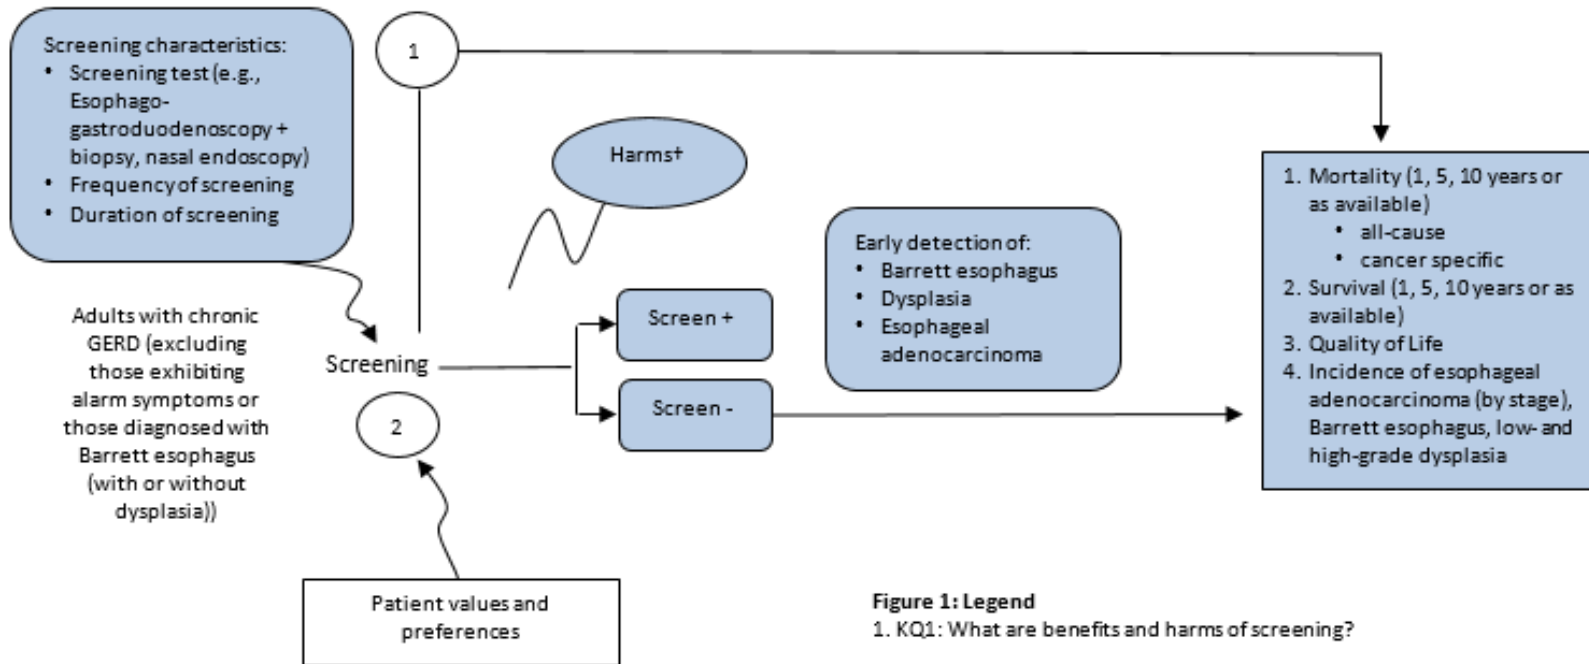 Screening characteristics:
• Screening test (e.g.,
Esophago-
gastroduodenoscopy +
biopsy, nasal endoscopy)
• Frequency of screening
• Duration of screening
1
Harms†
Early detection of:
• Barrett esophagus
• Dysplasia
• Esophageal
adenocarcinoma
1. Mortality (1, 5, 10 years or
as available)
• all-cause
• cancer specific
2. Survival (1, 5, 10 years or as
available)
3. Quality of Life
4. Incidence of esophageal
adenocarcinoma (by stage),
Barrett esophagus, low- and
high-grade dysplasia
Adults with chronic
GERD (excluding
those exhibiting
alarm symptoms or
those diagnosed with
Barrett esophagus
(with or without
dysplasia))
Screening
Screen +
Screen -
2
Patient values and
preferences
Figure 1: Legend
1. KQ1: What are benefits and harms of screening?